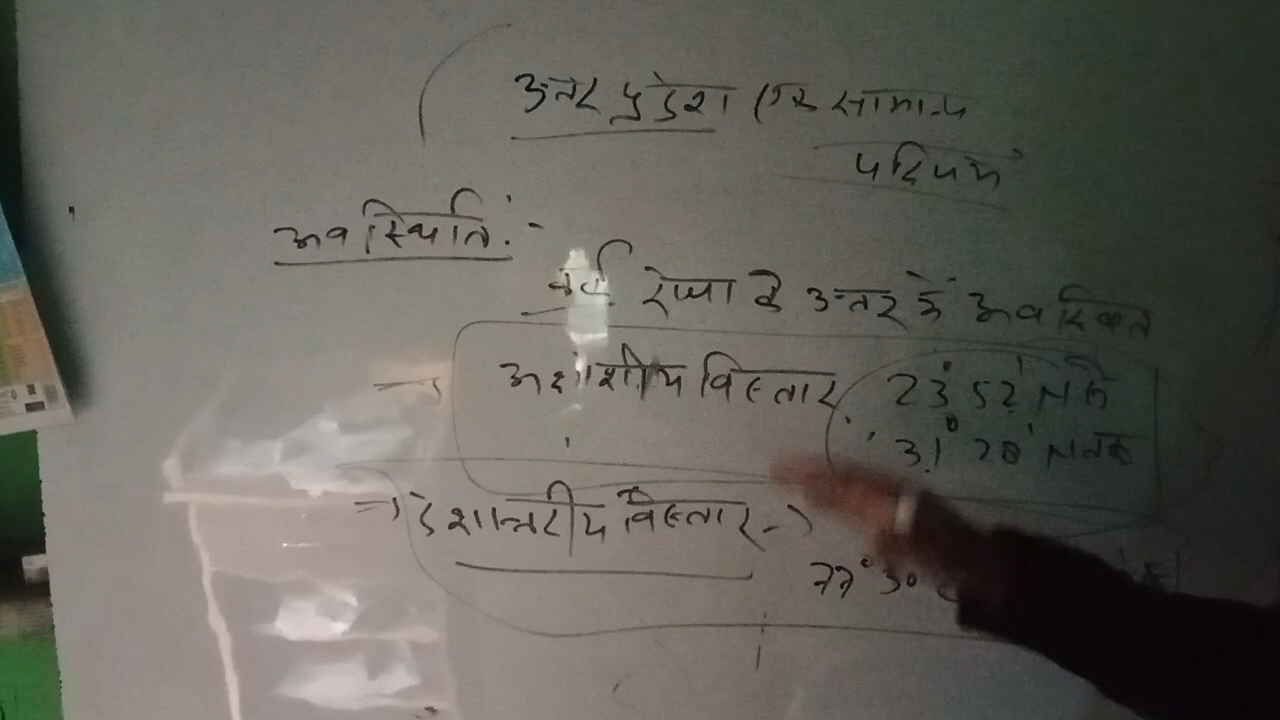 उत्तर प्रदेश (एक सामान्य
परिचय
अवस्थिति :-
कर्क रेखा के उत्तर में अवस्थित
अक्षांशीय विस्तार 23° 52' N से
31° 28' N तक
⇒ देशान्तरीय विस्तार →
77° 30